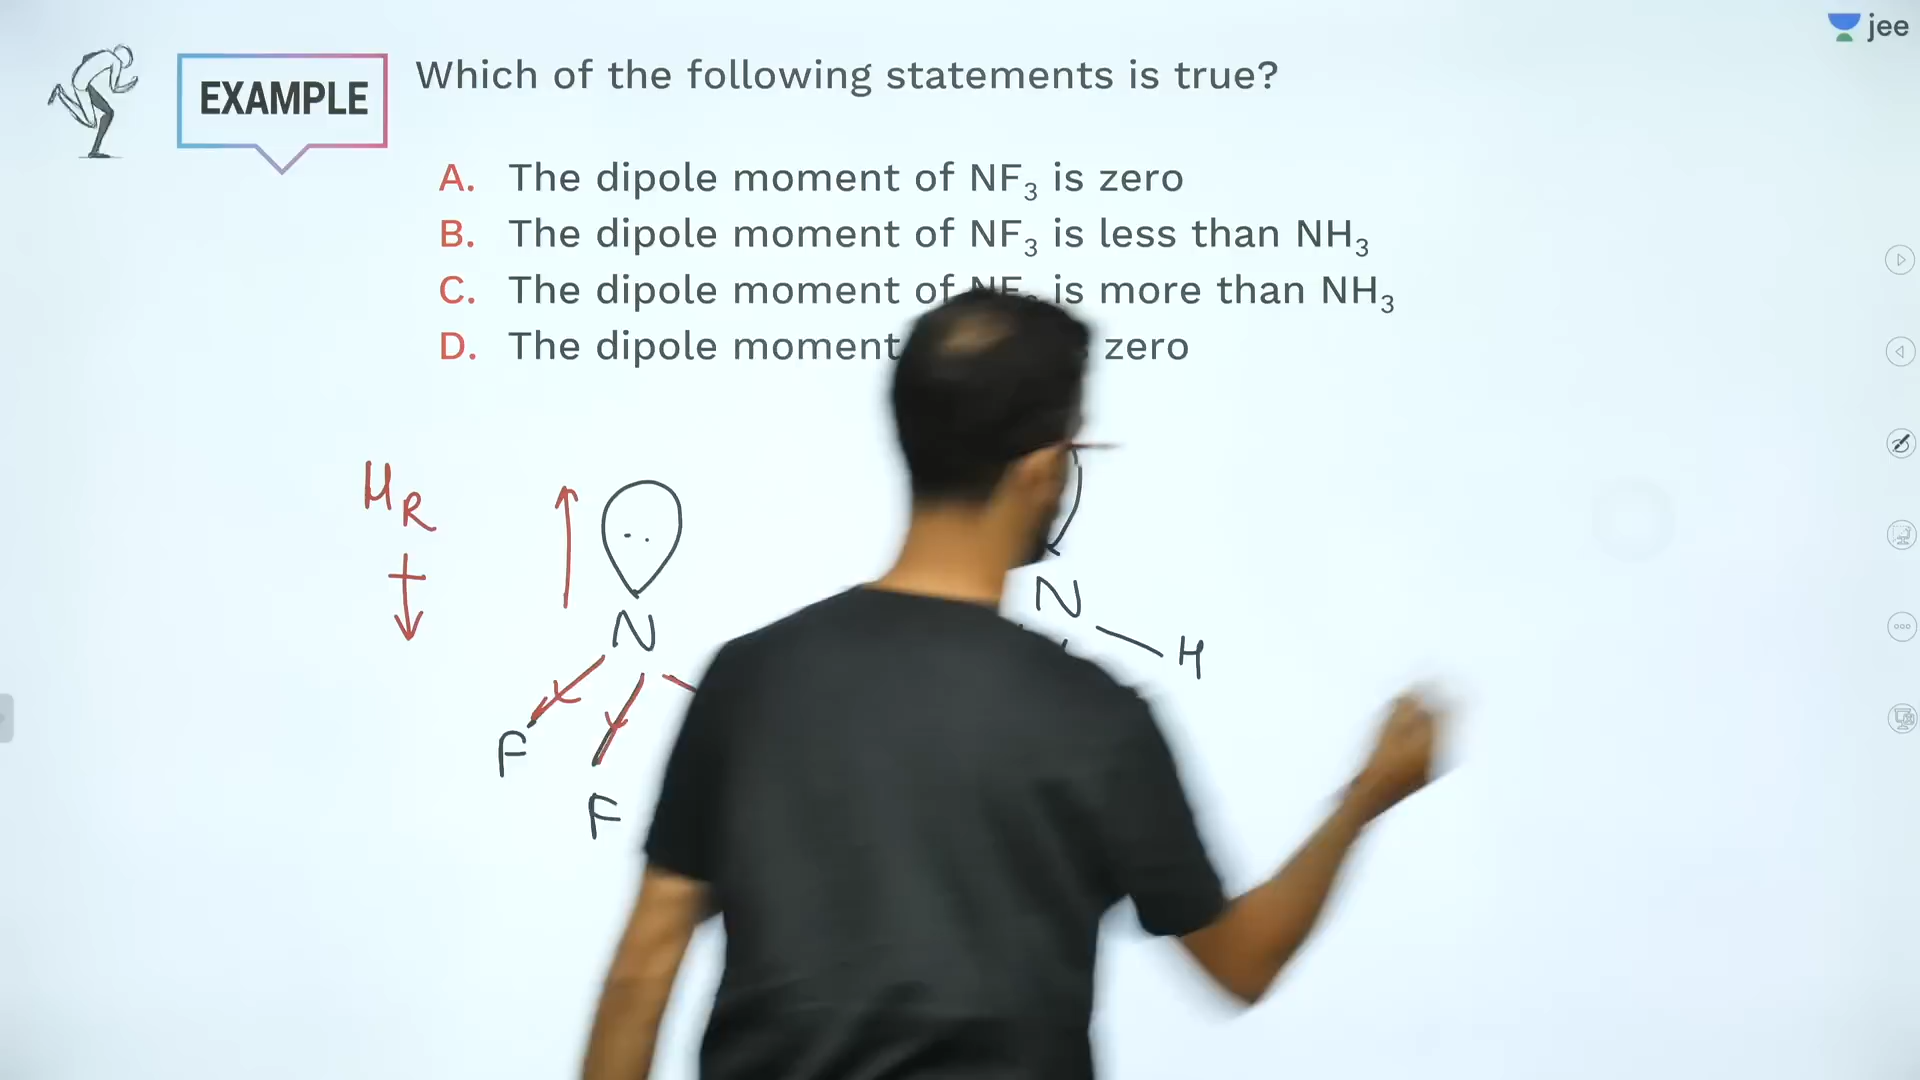 jee
EXAMPLE
Which of the following statements is true?
A. The dipole moment of NF₃ is zero
B. The dipole moment of NF₃ is less than NH₃
C. The dipole moment of NF is more than NH₃
D. The dipole moment zero
μR
N
F
F
N
H